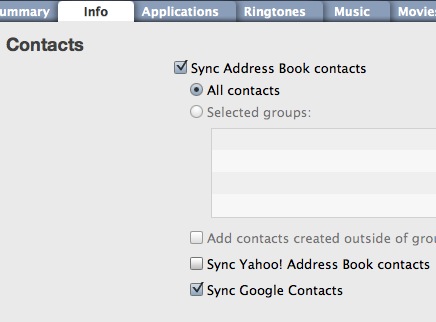 ummary Info Applications Ringtones Music Movies
Contacts
Sync Address Book contacts
All contacts
Selected groups:
Add contacts created outside of gro
Sync Yahoo! Address Book contacts
Sync Google Contacts